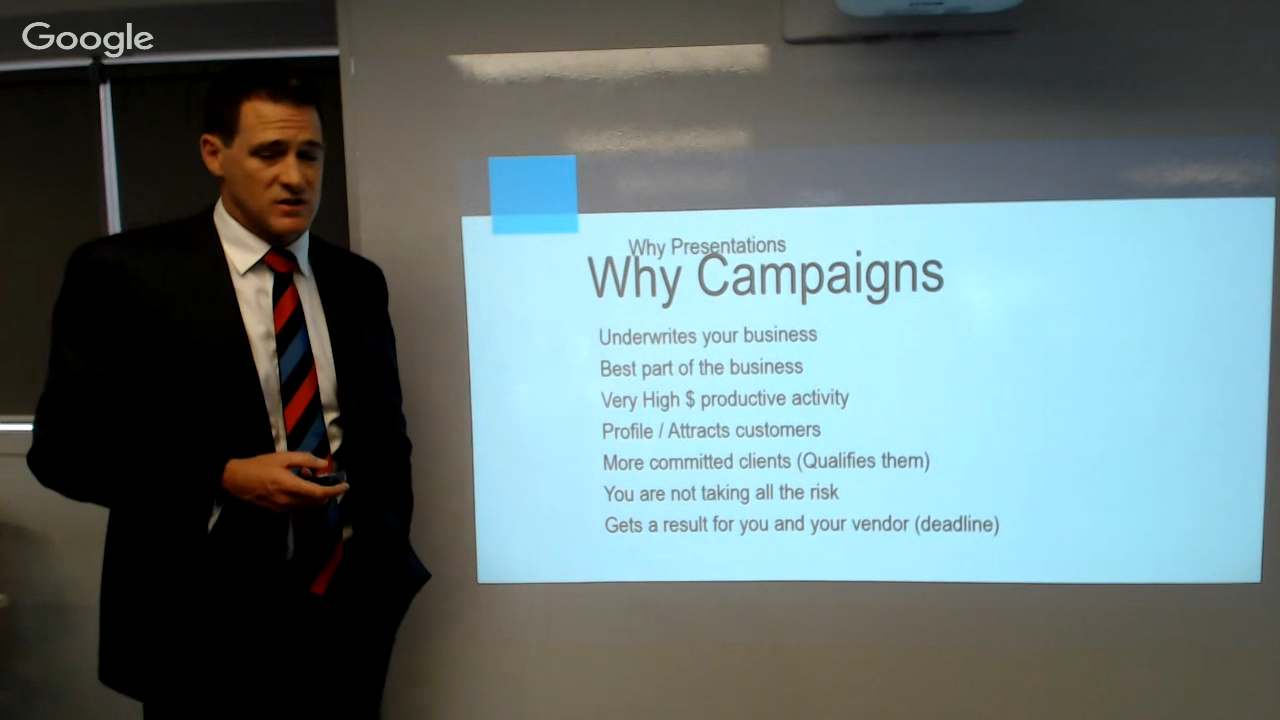 Google
Why Presentations
Why Campaigns
Underwrites your business
Best part of the business
Very High $ productive activity
Profile / Attracts customers
More committed clients (Qualifies them)
You are not taking all the risk
Gets a result for you and your vendor (deadline)